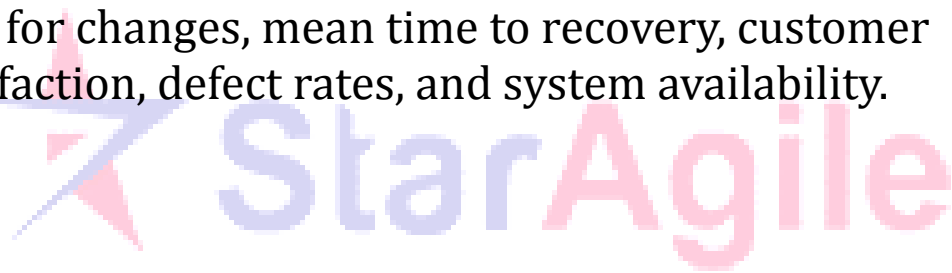 for changes, mean time to recovery, customer
faction, defect rates, and system availability.
StarAgile